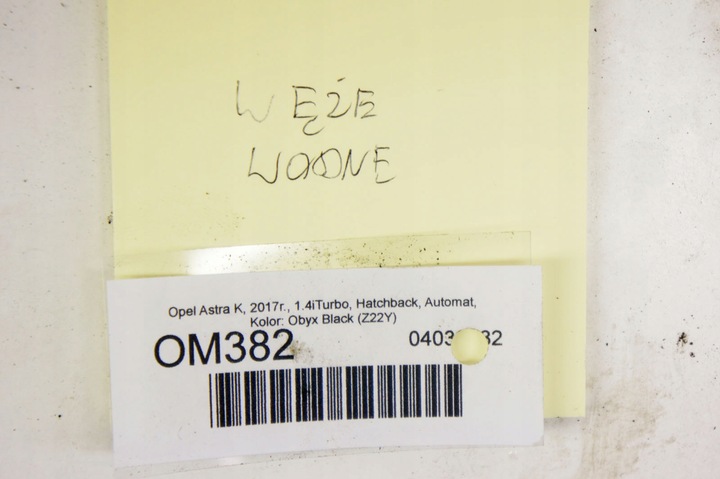 WĘŻE
WODNE
Opel Astra K, 2017r., 1.4iTurbo, Hatchback, Automat,
Kolor: Obyx Black (Z22Y)
OM382